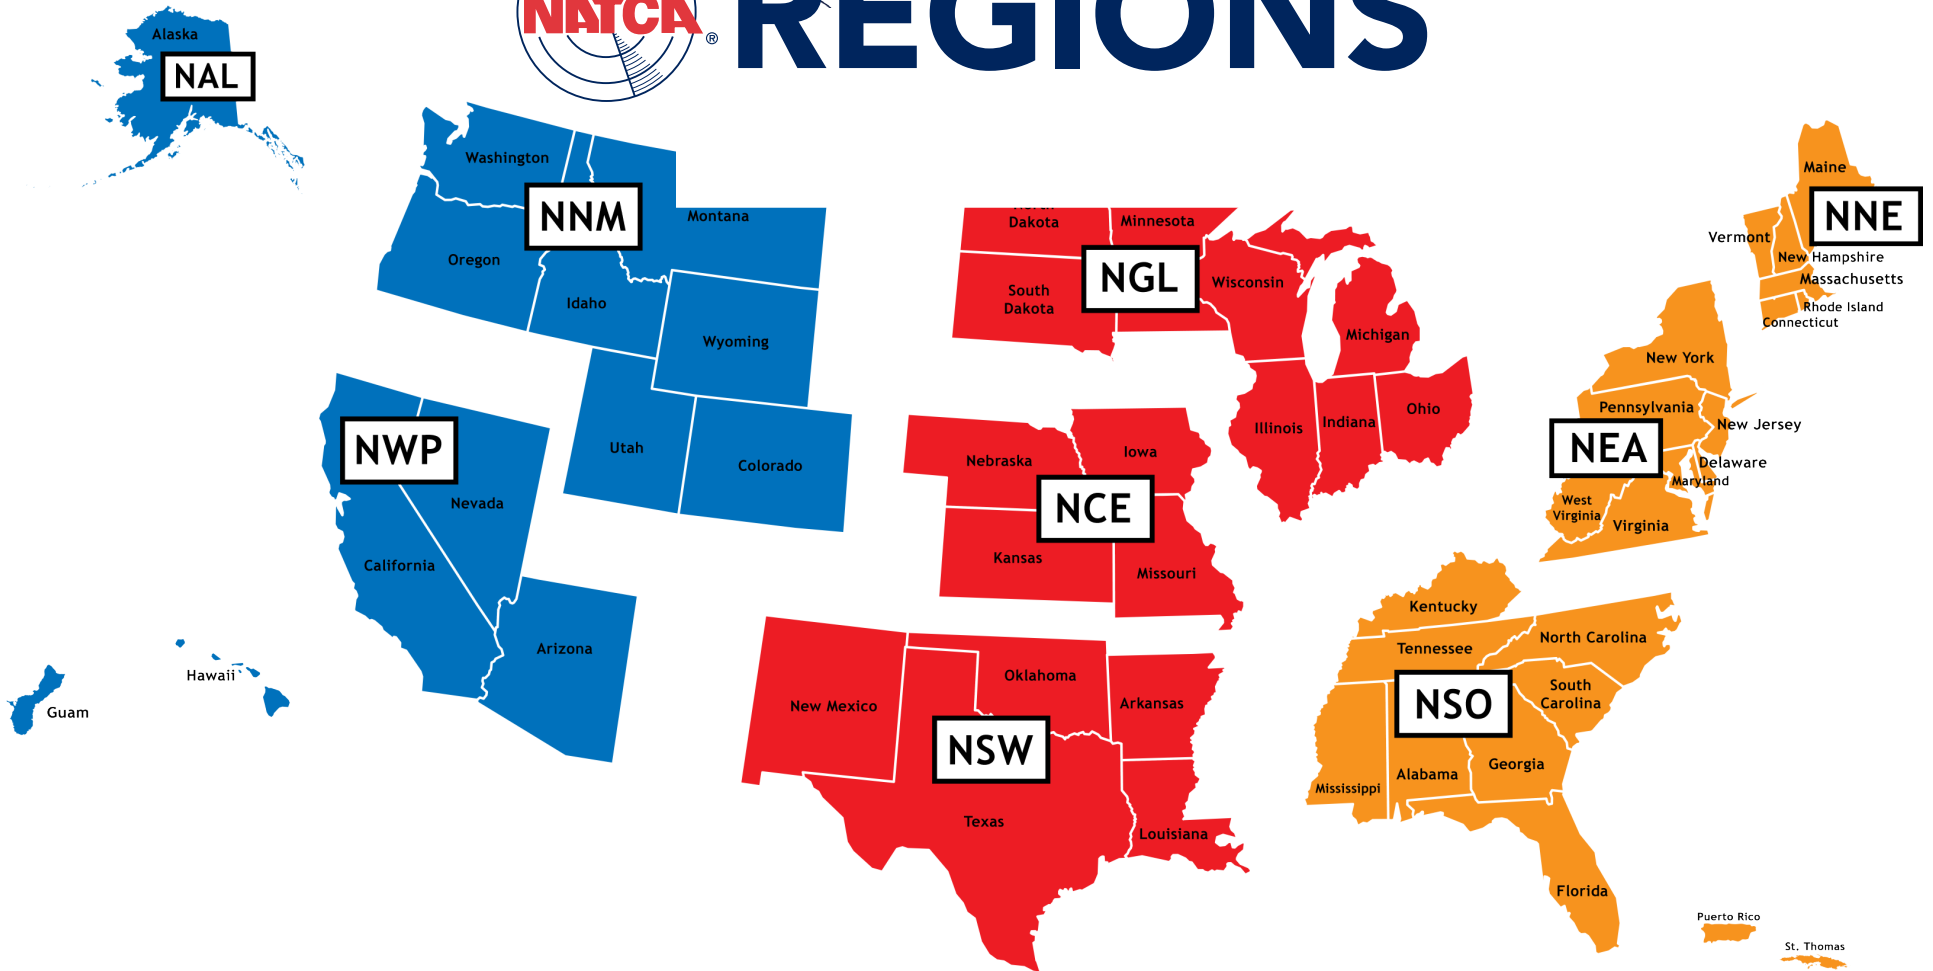 NATCA
®
REGIONS
Alaska
NAL
Washington
NNM
Montana
Oregon
Idaho
Wyoming
Utah
Colorado
NWP
Nevada
California
Arizona
Hawaii
Guam
North
Dakota
Minnesota
NGL
South
Dakota
Wisconsin
Michigan
Illinois
Indiana
Ohio
Nebraska
Iowa
NCE
Kansas
Missouri
New Mexico
Oklahoma
Arkansas
NSW
Texas
Louisiana
Maine
NNE
Vermont
New Hampshire
Massachusetts
Rhode Island
Connecticut
New York
Pennsylvania
New Jersey
NEA
Delaware
Maryland
West
Virginia
Virginia
Kentucky
Tennessee
North Carolina
NSO
South
Carolina
Georgia
Alabama
Mississippi
Florida
Puerto Rico
St. Thomas